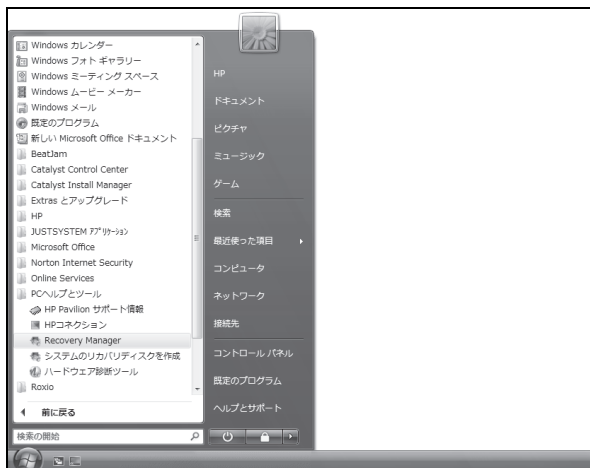 Windows カレンダー
Windows フォト ギャラリー
Windows ミーティング スペース
Windows ムービー メーカー
Windows メール
既定のプログラム
新しい Microsoft Office ドキュメント
BeatJam
Catalyst Control Center
Catalyst Install Manager
Extras とアップグレード
HP
JUSTSYSTEM アプリケーション
Microsoft Office
Norton Internet Security
Online Services
PCヘルプとツール
HP Pavilion サポート情報
HPコネクション
Recovery Manager
システムのリカバリディスクを作成
ハードウェア診断ツール
Roxio
前に戻る
検索の開始
HP
ドキュメント
ピクチャ
ミュージック
ゲーム
検索
最近使った項目
コンピュータ
ネットワーク
接続先
コントロール パネル
既定のプログラム
ヘルプとサポート